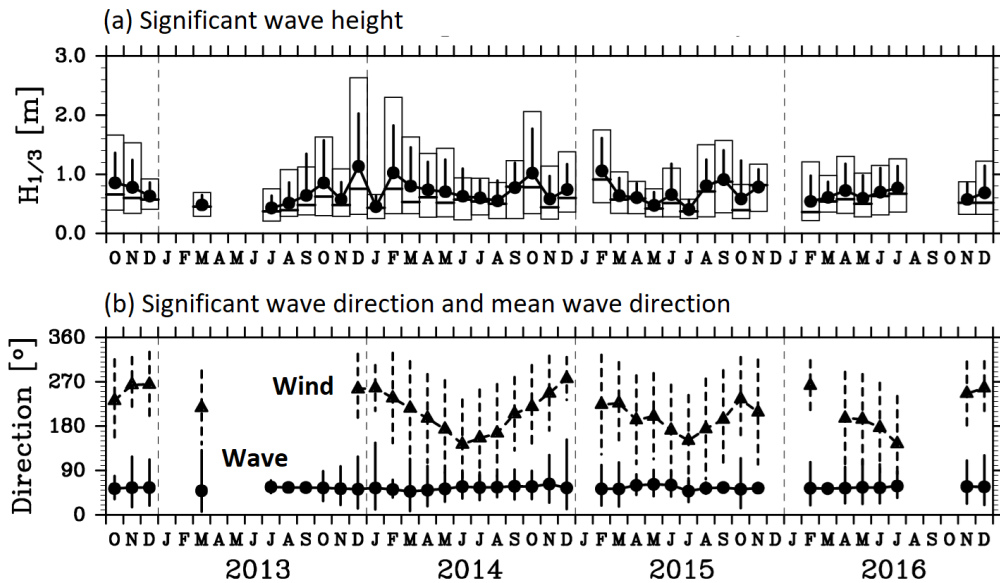 (a) Significant wave height
3.0
2.0
1.0
0.0
H1/3 [m]
O N D J F M A M J J A S O N D J F M A M J J A S O N D J F M A M J J A S O N D J F M A M J J A S O N D
(b) Significant wave direction and mean wave direction
360
270
180
90
0
Direction [º]
Wind
Wave
O N D J F M A M J J A S O N D J F M A M J J A S O N D J F M A M J J A S O N D J F M A M J J A S O N D
2013 2014 2015 2016